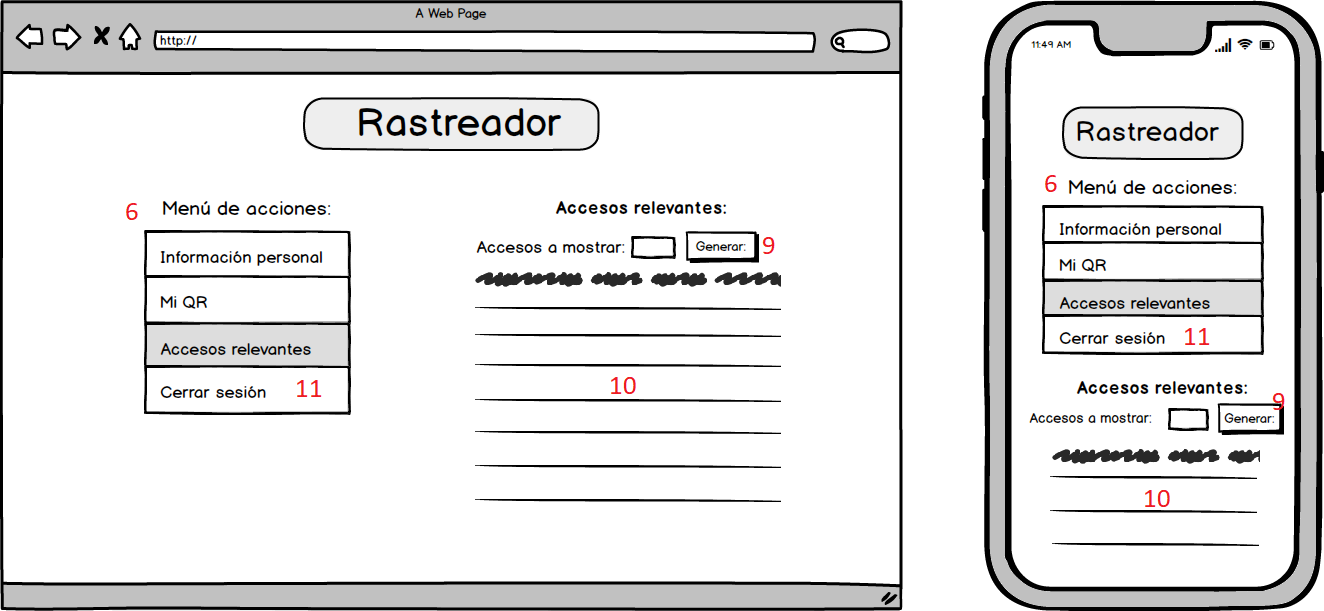 A Web Page
http://
Rastreador
6 Menú de acciones:
Información personal
Mi QR
Accesos relevantes
Cerrar sesión 11
Accesos relevantes:
Accesos a mostrar: Generar: 9
10
11:49 AM
Rastreador
6 Menú de acciones:
Información personal
Mi QR
Accesos relevantes
Cerrar sesión 11
Accesos relevantes:
9
Accesos a mostrar: Generar:
10